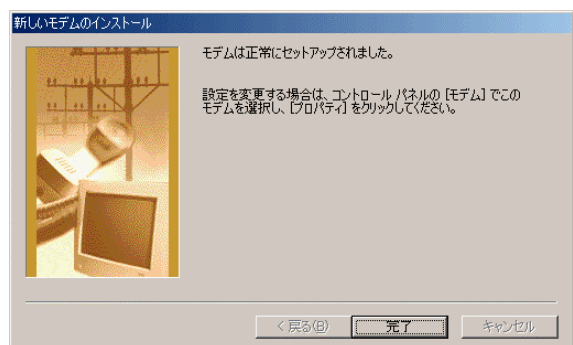 新しいモデムのインストール
モデムは正常にセットアップされました。
設定を変更する場合は、コントロール パネルの [モデム] でこの
モデムを選択し、[プロパティ] をクリックしてください。
< 戻る(B)
完了
キャンセル